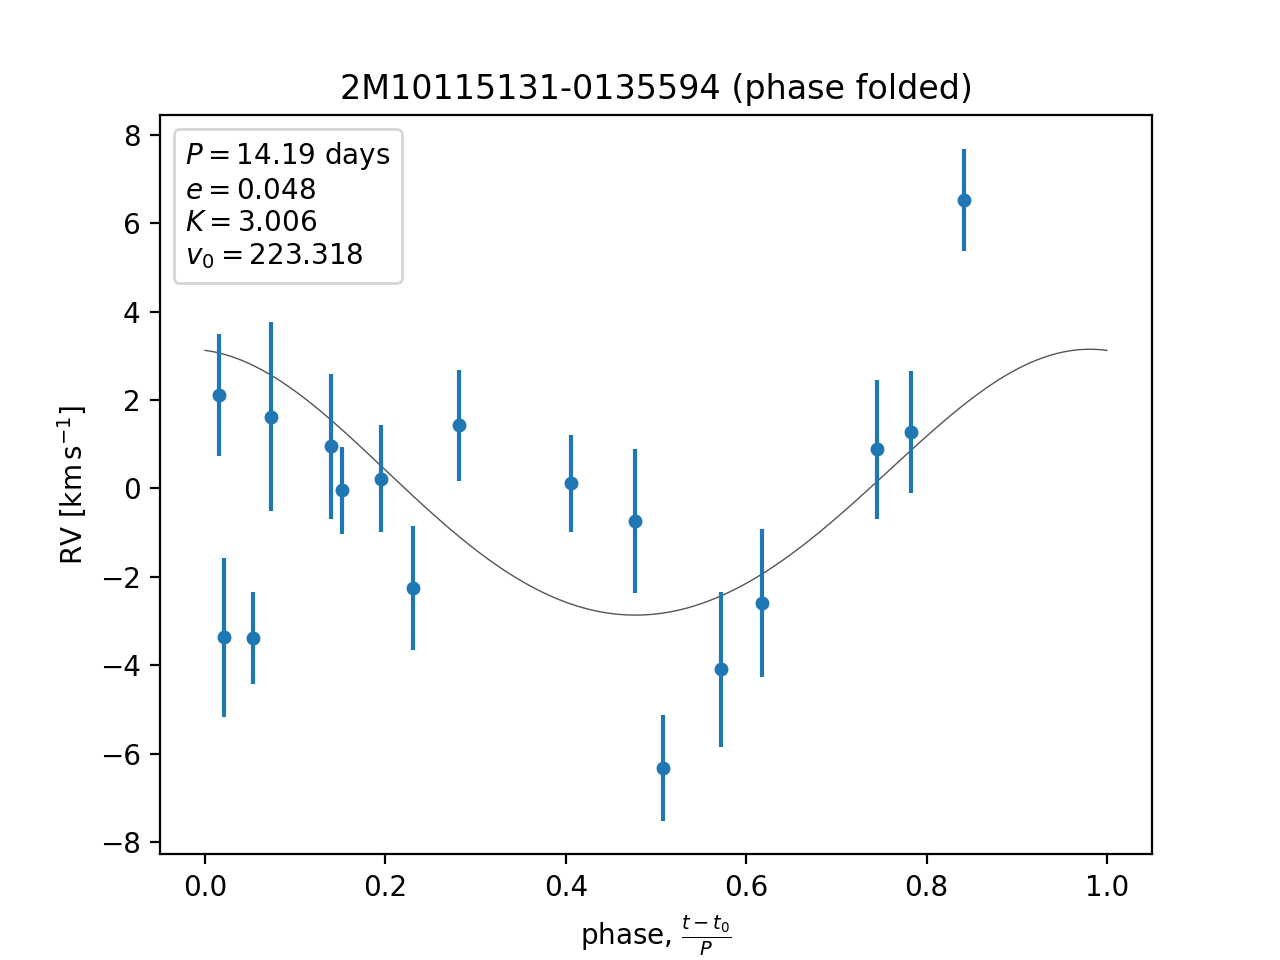 2M10115131-0135594 (phase folded)
P = 14.19 days
e = 0.048
K = 3.006
v₀ = 223.318
8
6
4
2
0
−2
−4
−6
−8
RV [km s⁻¹]
0.0 0.2 0.4 0.6 0.8 1.0
phase, (t − t₀)/P